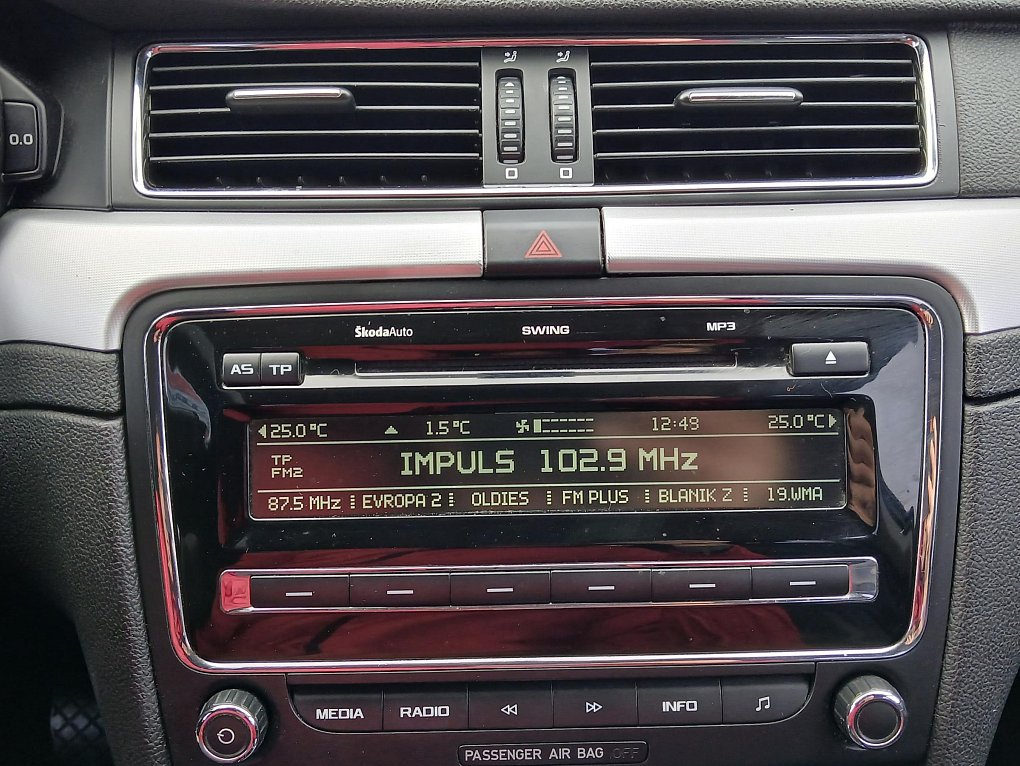 0.0
ŠkodaAuto SWING MP3
AS TP
25.0°C 1.5°C 12:49 25.0°C
TP
FM2
IMPULS 102.9 MHz
87.5 MHz EVROPA 2 OLDIES FM PLUS BLANIK Z 19.WMA
MEDIA RADIO INFO
PASSENGER AIR BAG OFF